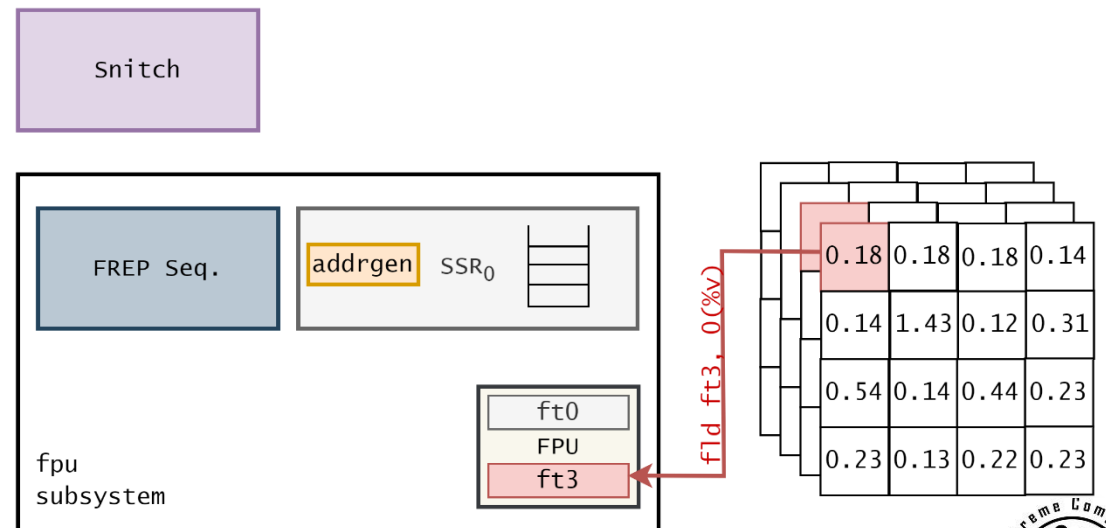 Snitch
FREP Seq.
addrgen
SSR0
ft0
FPU
ft3
fpu
subsystem
fld ft3, 0(%v)
0.18 0.18 0.18 0.14
0.14 1.43 0.12 0.31
0.54 0.14 0.44 0.23
0.23 0.13 0.22 0.23